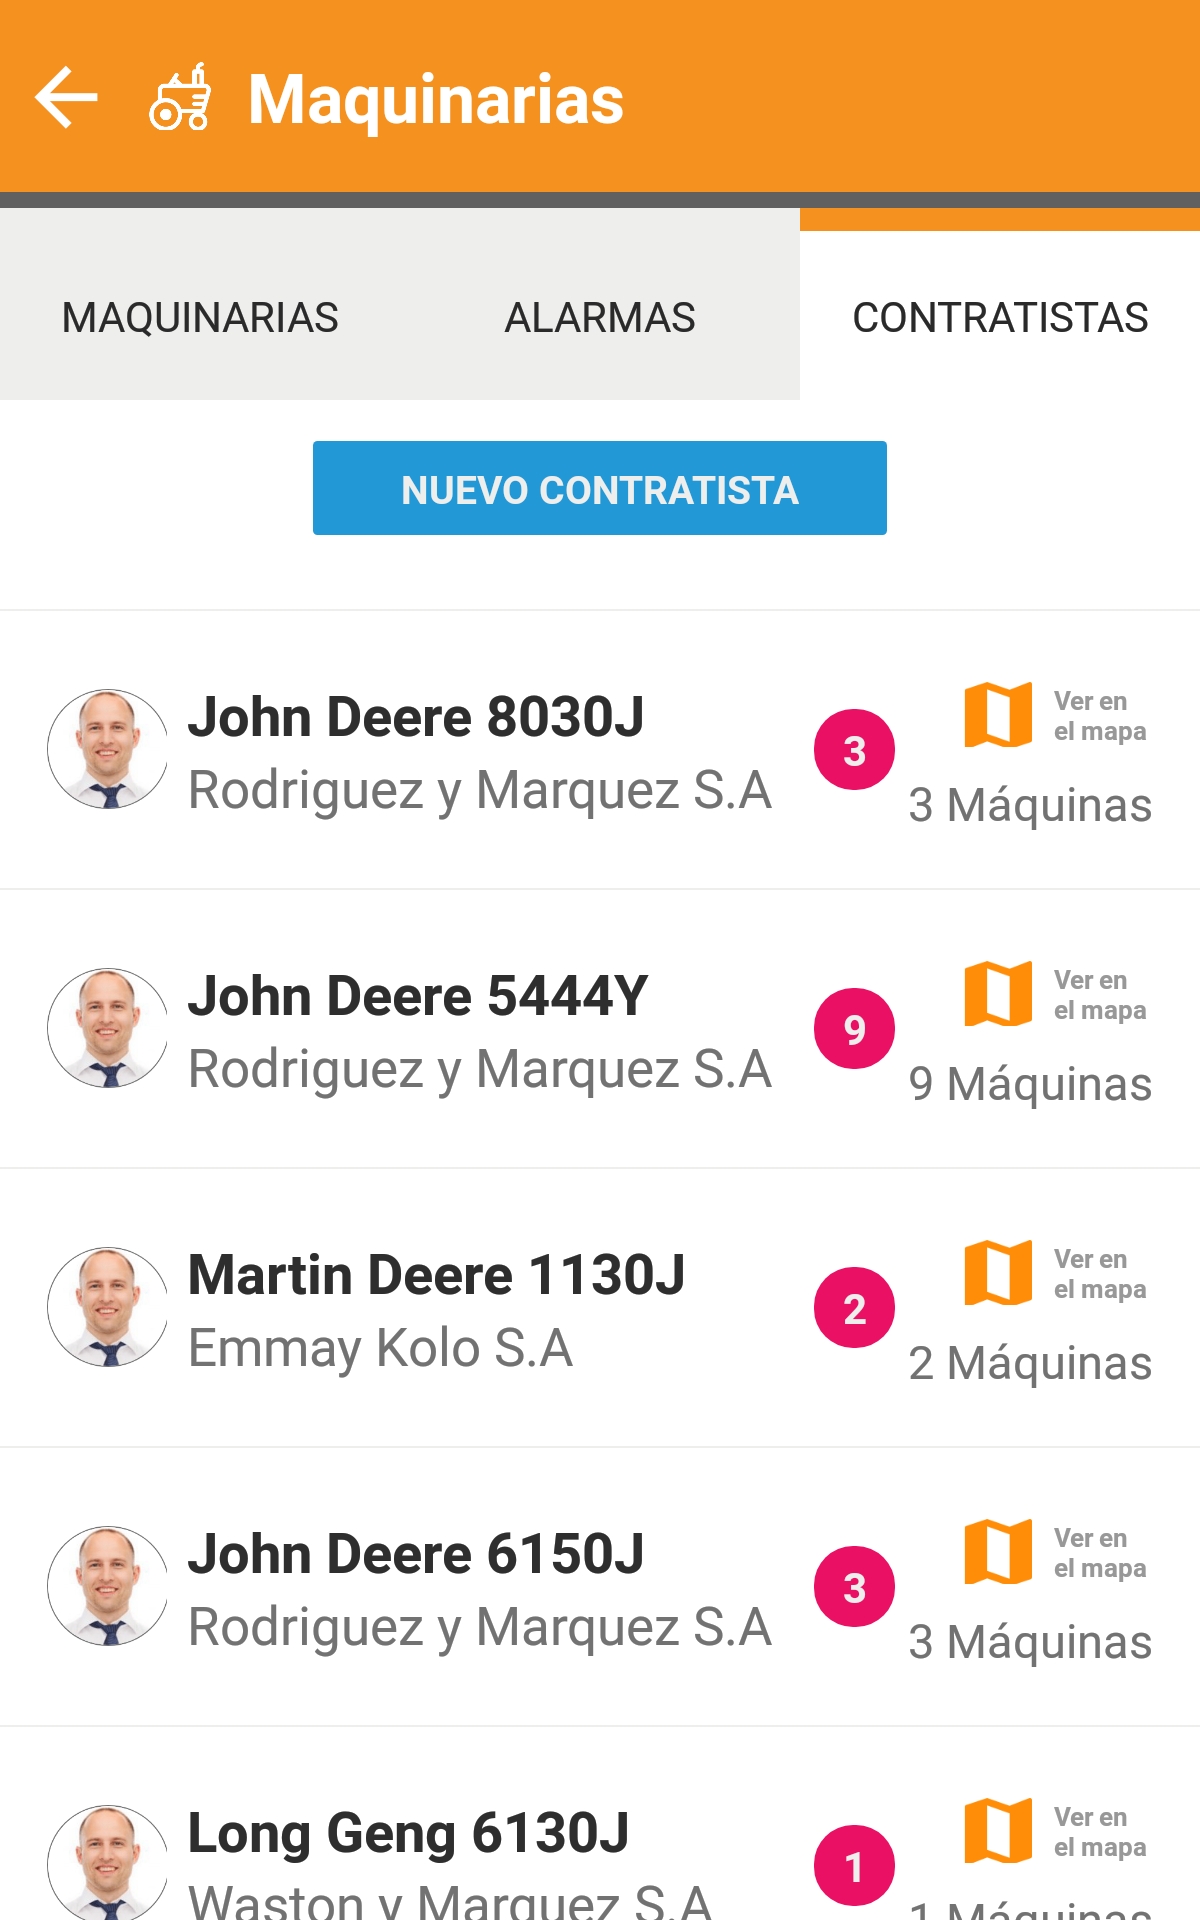 Maquinarias
MAQUINARIAS
ALARMAS
CONTRATISTAS
NUEVO CONTRATISTA
John Deere 8030J
Rodriguez y Marquez S.A
3
Ver en
el mapa
3 Máquinas
John Deere 5444Y
Rodriguez y Marquez S.A
9
Ver en
el mapa
9 Máquinas
Martin Deere 1130J
Emmay Kolo S.A
2
Ver en
el mapa
2 Máquinas
John Deere 6150J
Rodriguez y Marquez S.A
3
Ver en
el mapa
3 Máquinas
Long Geng 6130J
Waston y Marquez S.A
1
Ver en
el mapa
1 Máquinas